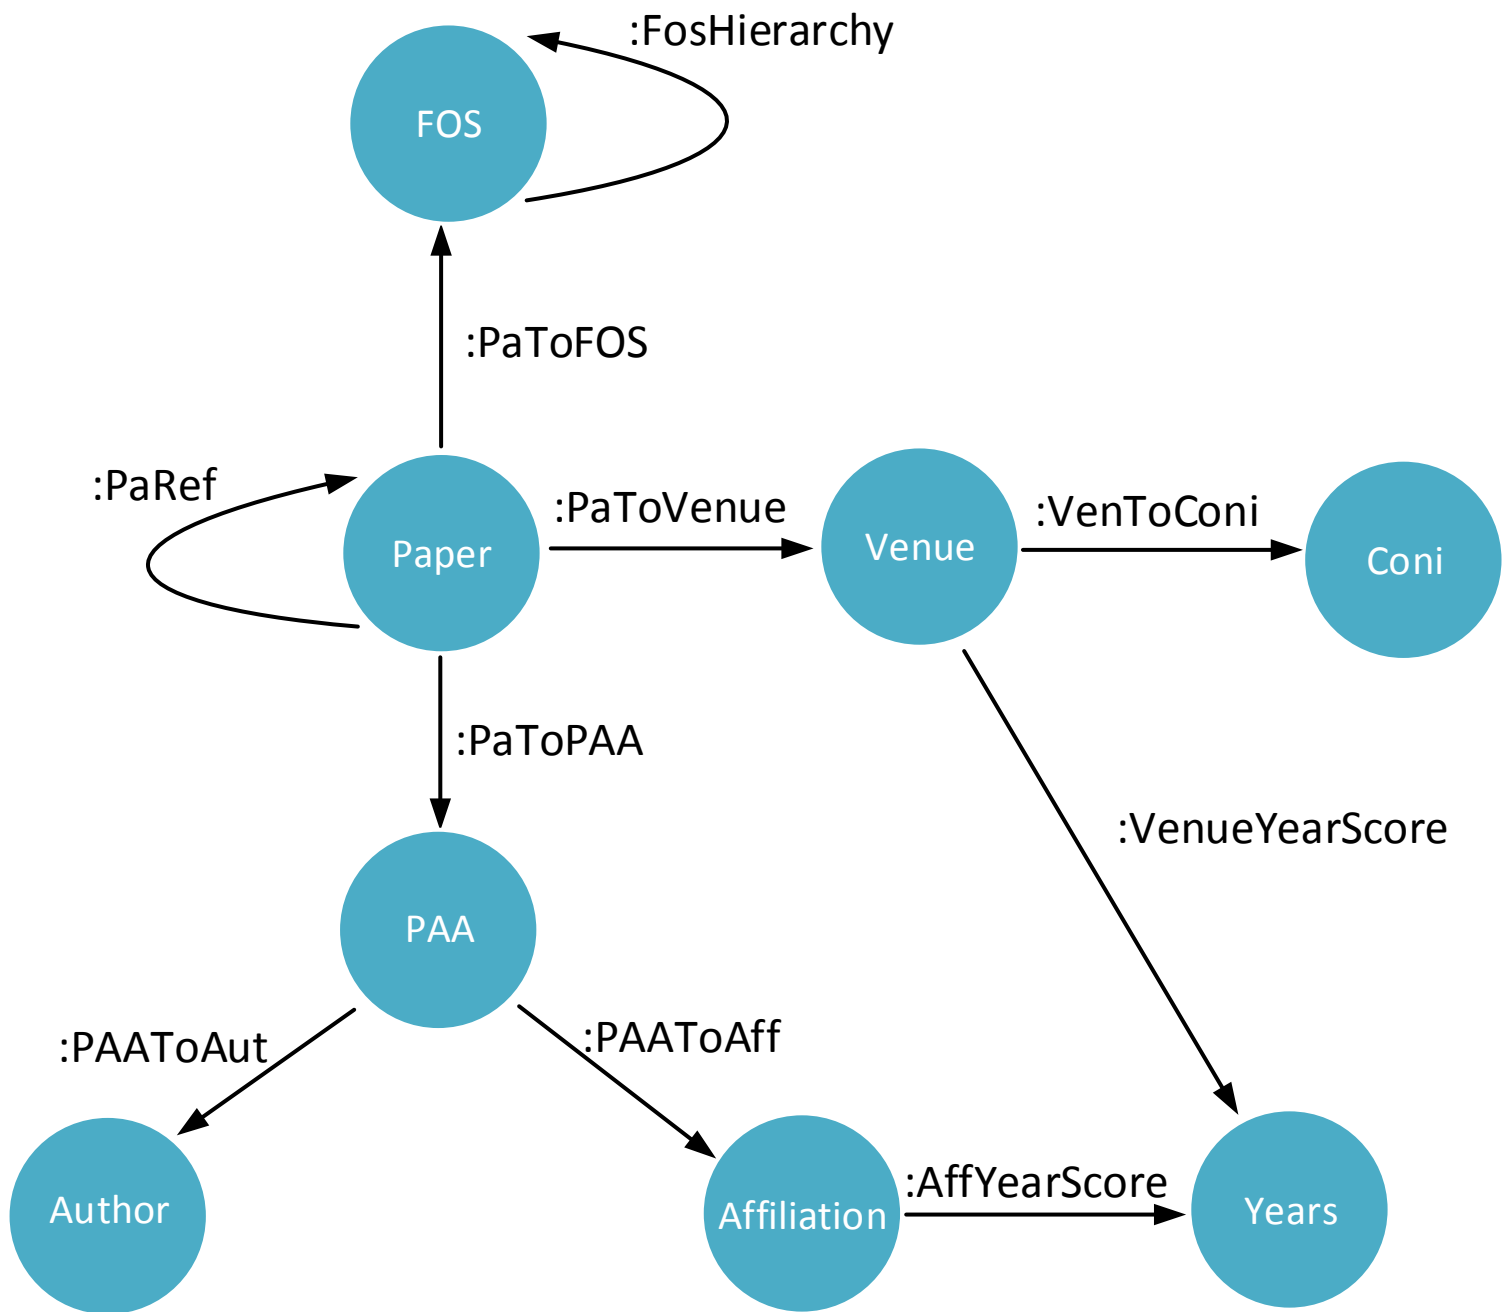 :FosHierarchy
FOS
:PaToFOS
:PaRef
:PaToVenue
:VenToConi
Paper
Venue
Coni
:PaToPAA
:VenueYearScore
PAA
:PAAToAut
:PAAToAff
Author
Affiliation
:AffYearScore
Years